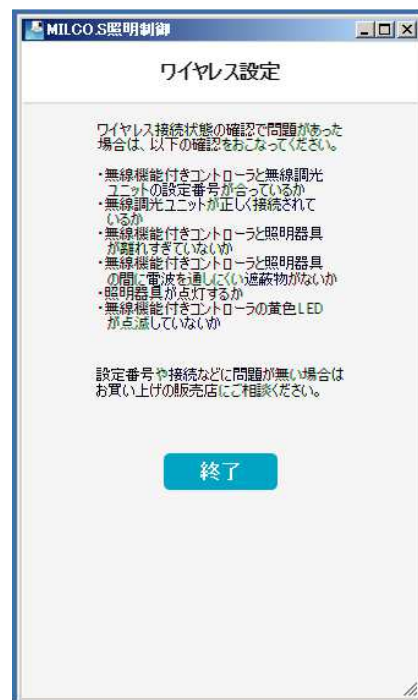 MILCO.S照明制御
ワイヤレス設定
ワイヤレス接続状態の確認で問題があった
場合は、以下の確認をおこなってください。
・無線機能付きコントローラと無線調光
ユニットの設定番号が合っているか
・無線調光ユニットが正しく接続されて
いるか
・無線機能付きコントローラと照明器具
が離れすぎていないか
・無線機能付きコントローラと照明器具
の間に電波を通しにくい遮蔽物がないか
・照明器具が点灯するか
・無線機能付きコントローラの黄色LED
が点滅していないか
設定番号や接続などに問題が無い場合は
お買い上げの販売店にご相談ください。
終了